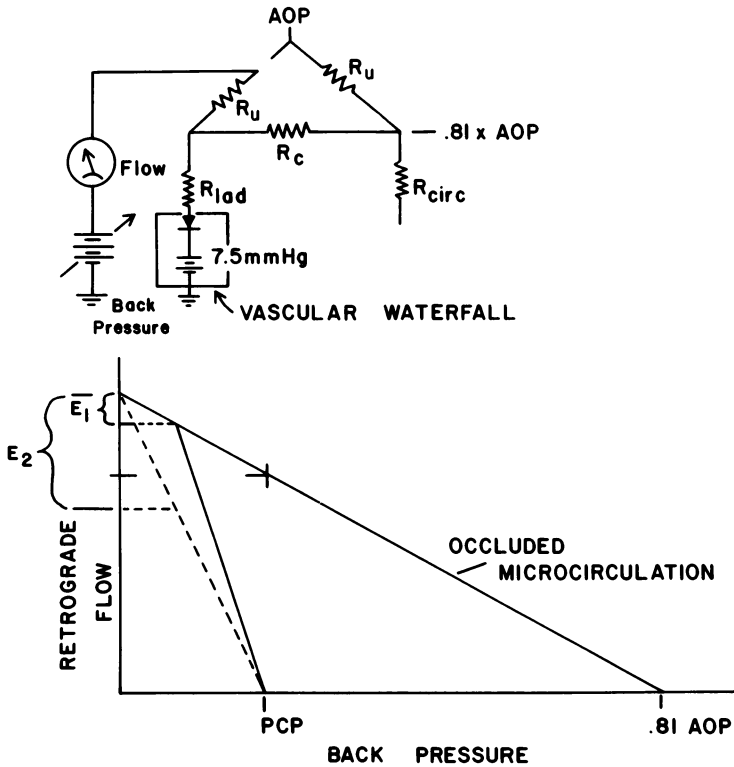 AOP
Ru
Ru
.81 x AOP
Rc
Flow
Rlad
Rcirc
7.5mmHg
Back
Pressure
VASCULAR WATERFALL
E1
E2
OCCLUDED
MICROCIRCULATION
RETROGRADE
FLOW
PCP
.81 AOP
BACK PRESSURE